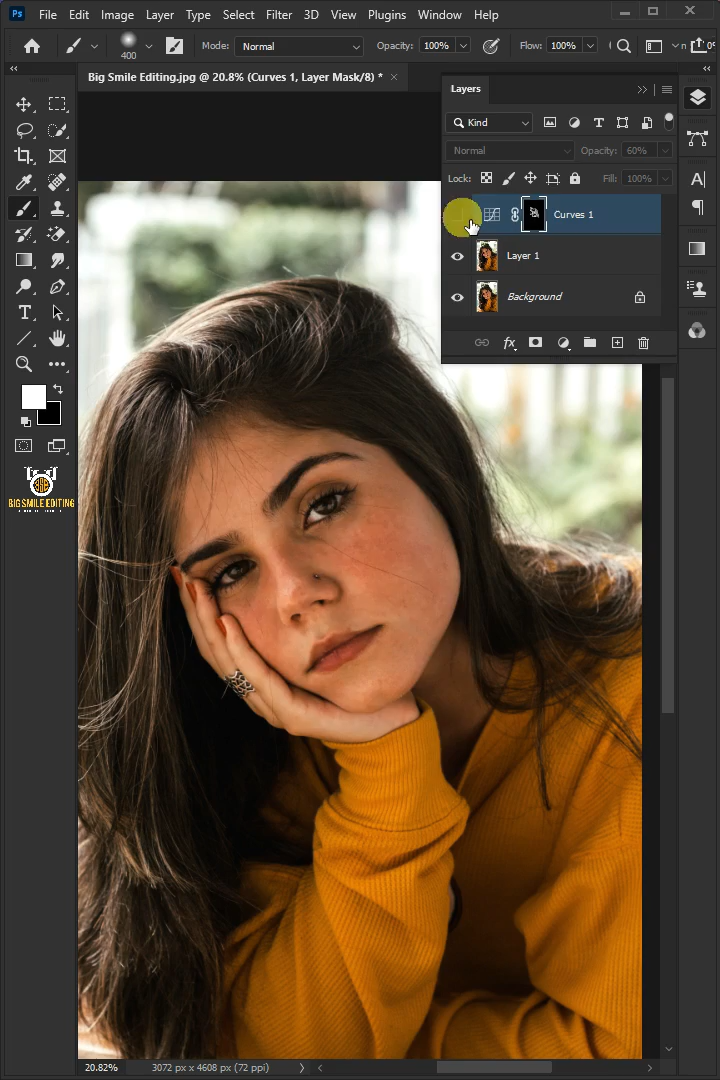 Ps File Edit Image Layer Type Select Filter 3D View Plugins Window Help
400 Mode: Normal Opacity: 100% Flow: 100%
Big Smile Editing.jpg @ 20.8% (Curves 1, Layer Mask/8) *
Layers
Kind
Normal Opacity: 60%
Lock: Fill: 100%
Curves 1
Layer 1
Background
fx
BIG SMILE EDITING
20.82% 3072 px x 4608 px (72 ppi)